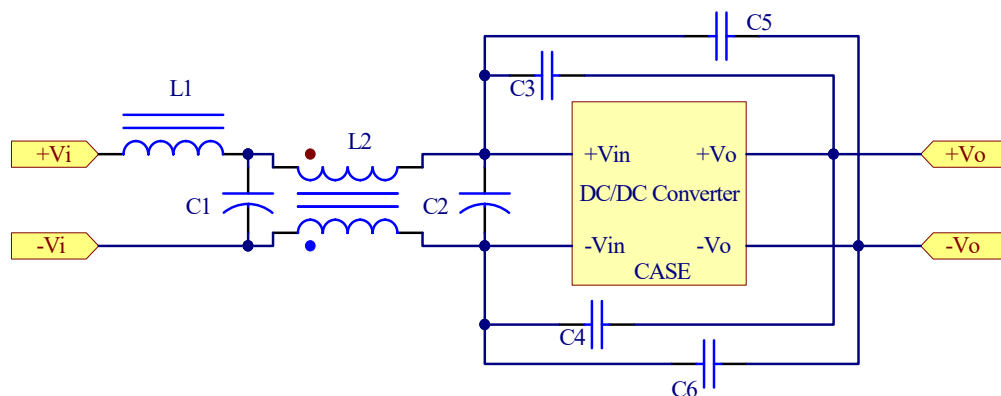 C5
C3
L1
L2
+Vi
+Vin
+Vo
+Vo
DC/DC Converter
C1
C2
-Vi
-Vin
-Vo
-Vo
CASE
C4
C6